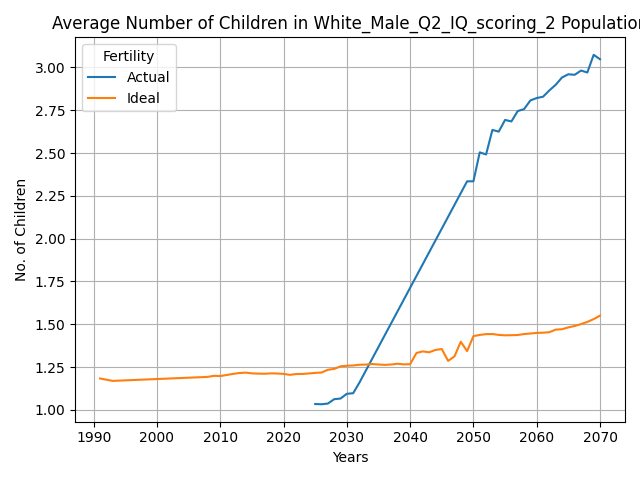 Average Number of Children in White_Male_Q2_IQ_scoring_2 Population
Fertility
Actual
Ideal
No. of Children
3.00
2.75
2.50
2.25
2.00
1.75
1.50
1.25
1.00
1990 2000 2010 2020 2030 2040 2050 2060 2070
Years